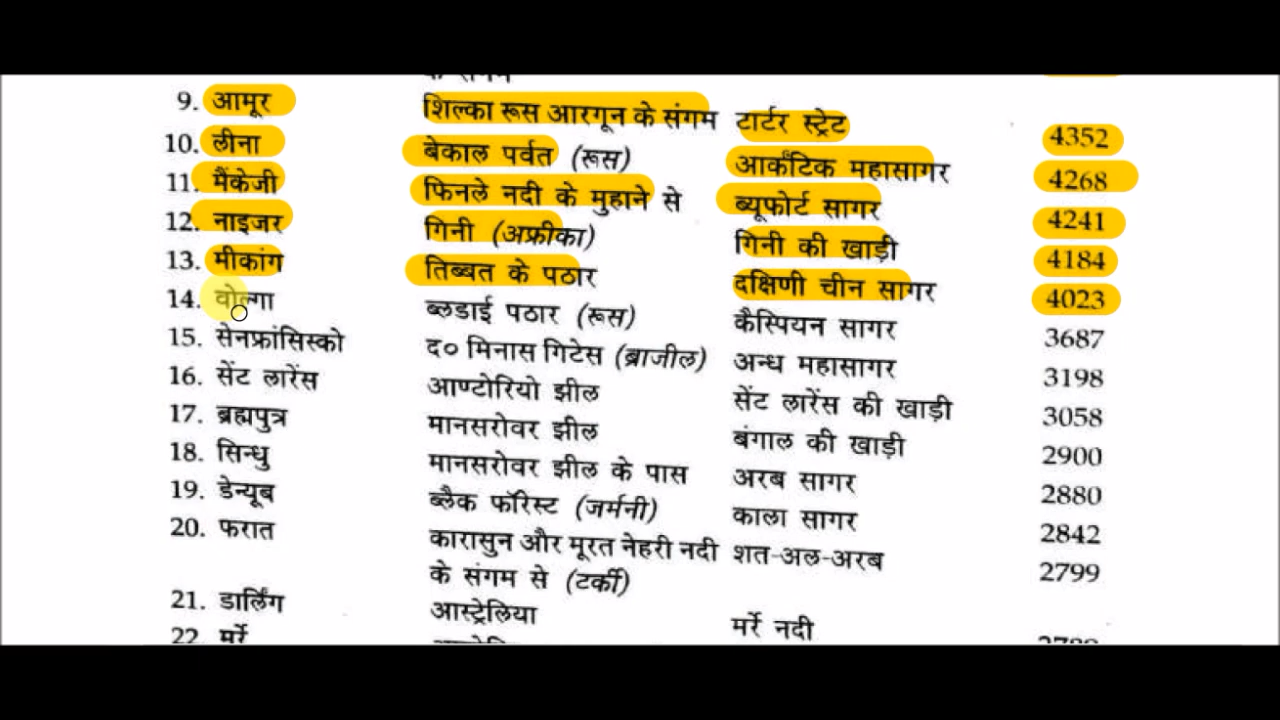 9. आमूर शिल्का रूस आरगून के संगम टार्टर स्ट्रेट 4352
10. लीना बेकाल पर्वत (रूस) आर्कंटिक महासागर 4268
11. मैंकेजी फिनले नदी के मुहाने से ब्यूफोर्ट सागर 4241
12. नाइजर गिनी (अफ्रीका) गिनी की खाड़ी 4184
13. मीकांग तिब्बत के पठार दक्षिणी चीन सागर 4023
14. वोल्गा ब्लडाई पठार (रूस) कैस्पियन सागर 3687
15. सेनफ्रांसिस्को द० मिनास गिटेस (ब्राजील) अन्ध महासागर 3198
16. सेंट लारेंस आण्टोरियो झील सेंट लारेंस की खाड़ी 3058
17. ब्रह्मपुत्र मानसरोवर झील बंगाल की खाड़ी 2900
18. सिन्धु मानसरोवर झील के पास अरब सागर 2880
19. डेन्यूब ब्लैक फॉरेस्ट (जर्मनी) काला सागर 2842
20. फरात कारासुन और मूरत नेहरी नदी शत-अल-अरब 2799
के संगम से (टर्की)
21. डार्लिंग आस्ट्रेलिया मर्रे नदी
22. मर्रे